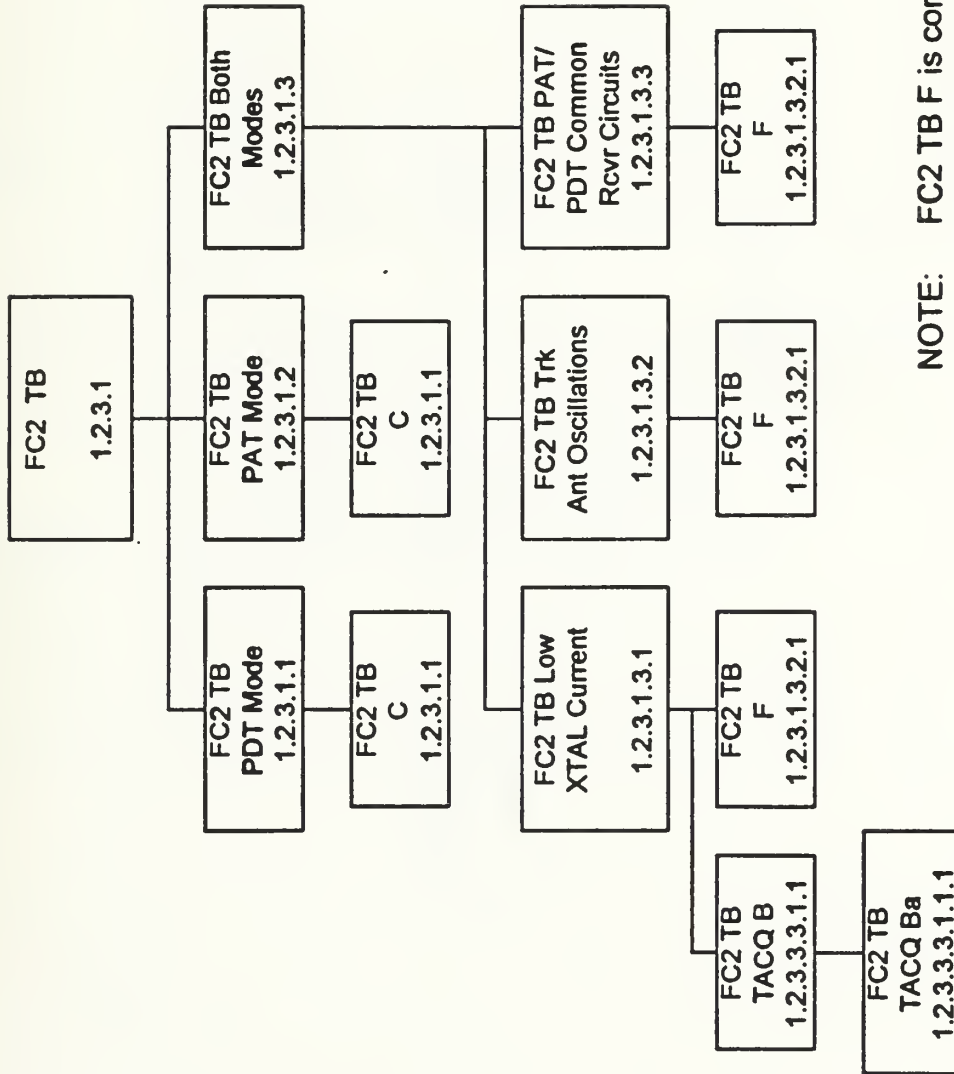 FC2 TB
1.2.3.1
FC2 TB
PDT Mode
1.2.3.1.1
FC2 TB
PAT Mode
1.2.3.1.2
FC2 TB Both
Modes
1.2.3.1.3
FC2 TB
C
1.2.3.1.1
FC2 TB
C
1.2.3.1.1
FC2 TB Low
XTAL Current
1.2.3.1.3.1
FC2 TB Trk
Ant Oscillations
1.2.3.1.3.2
FC2 TB PAT/
PDT Common
Rcvr Circuits
1.2.3.1.3.3
FC2 TB
TACQ B
1.2.3.3.3.1.1
FC2 TB
F
1.2.3.1.3.2.1
FC2 TB
F
1.2.3.1.3.2.1
FC2 TB
F
1.2.3.1.3.2.1
FC2 TB
TACQ Ba
1.2.3.3.3.1.1.1
NOTE: FC2 TB F is